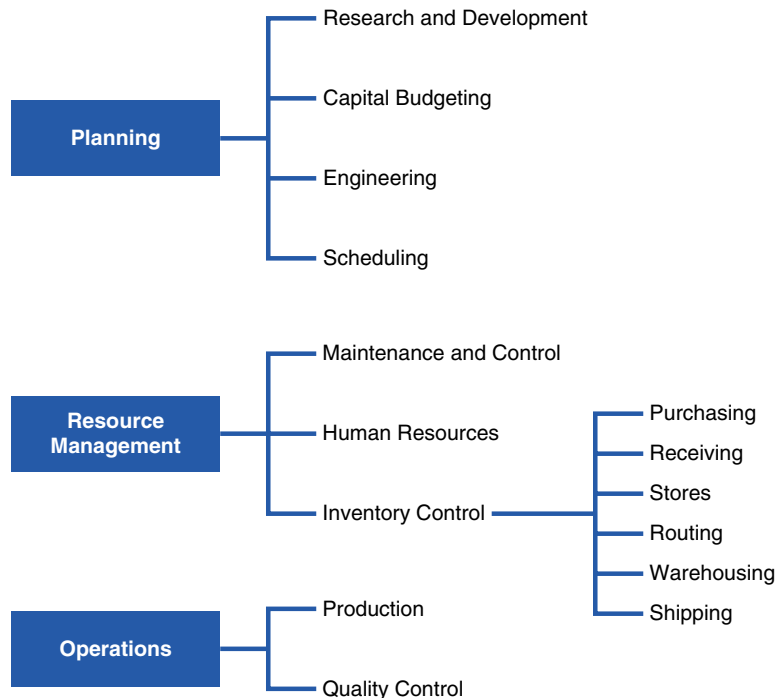 Planning
Research and Development
Capital Budgeting
Engineering
Scheduling
Resource
Management
Maintenance and Control
Human Resources
Inventory Control
Purchasing
Receiving
Stores
Routing
Warehousing
Shipping
Operations
Production
Quality Control